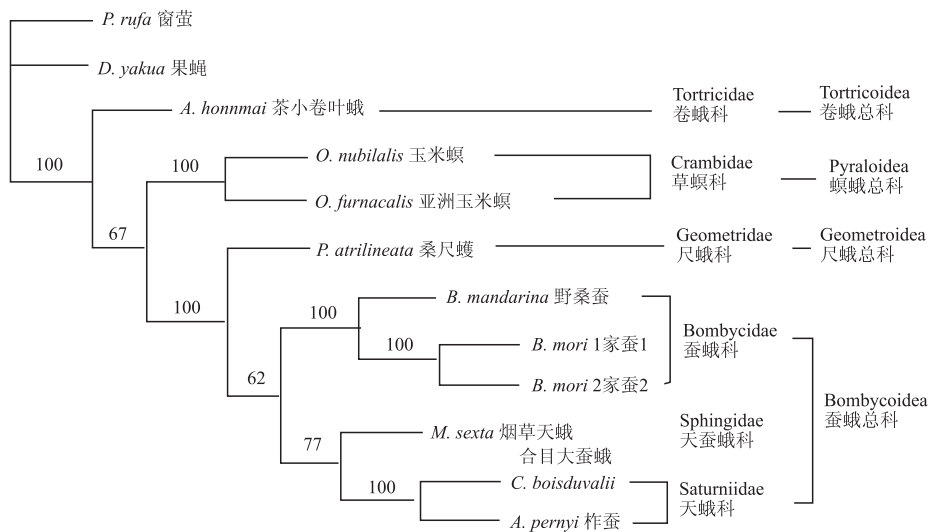 P. rufa 窗萤
D. yakua 果蝇
A. honnmai 茶小卷叶蛾
Tortricidae
卷蛾科
Tortricoidea
卷蛾总科
100
100
O. nubilalis 玉米螟
O. furnacalis 亚洲玉米螟
Crambidae
草螟科
Pyraloidea
螟蛾总科
67
P. atrilineata 桑尺蠖
Geometridae
尺蛾科
Geometroidea
尺蛾总科
100
100
B. mandarina 野桑蚕
100
B. mori 1家蚕1
B. mori 2家蚕2
Bombycidae
蚕蛾科
62
Bombycoidea
蚕蛾总科
77
M. sexta 烟草天蛾
Sphingidae
天蚕蛾科
合目大蚕蛾
100
C. boisduvalii
A. pernyi 柞蚕
Saturniidae
天蛾科